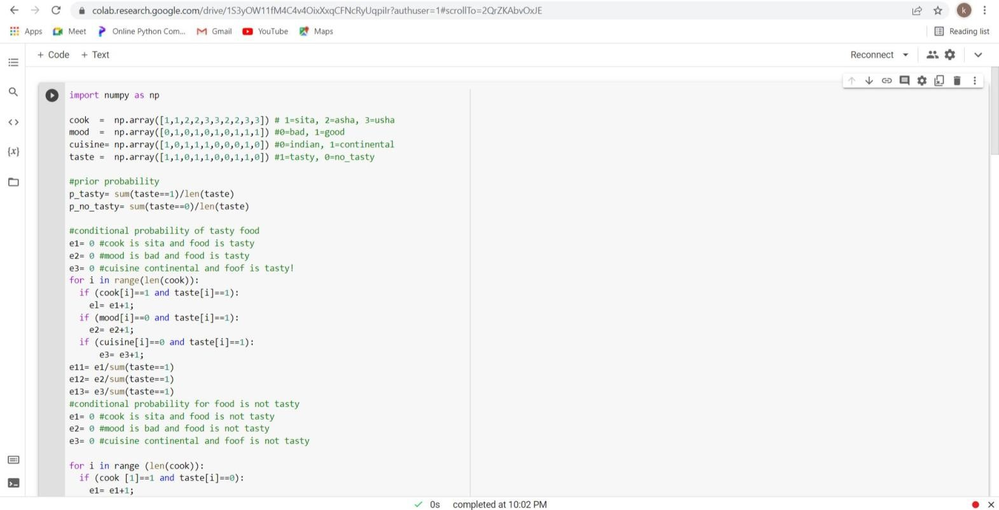 colab.research.google.com/drive/1S3yOW11fM4C4v4OixXxqCFNcRyUqpiIr?authuser=1#scrollTo=2QrZKAbvOxJE
k
Apps Meet Online Python Com... Gmail YouTube Maps Reading list
+ Code + Text Reconnect
import numpy as np
cook = np.array([1,1,2,2,3,3,2,2,3,3]) # 1=sita, 2=asha, 3=usha
mood = np.array([0,1,0,1,0,1,0,1,1,1]) #0=bad, 1=good
cuisine= np.array([1,0,1,1,1,0,0,0,1,0]) #0=indian, 1=continental
taste = np.array([1,1,0,1,1,0,0,1,1,0]) #1=tasty, 0=no_tasty
#prior probability
p_tasty= sum(taste==1)/len(taste)
p_no_tasty= sum(taste==0)/len(taste)
#conditional probability of tasty food
e1= 0 #cook is sita and food is tasty
e2= 0 #mood is bad and food is tasty
e3= 0 #cuisine continental and foof is tasty!
for i in range(len(cook)):
if (cook[i]==1 and taste[i]==1):
el= e1+1;
if (mood[i]==0 and taste[i]==1):
e2= e2+1;
if (cuisine[i]==0 and taste[i]==1):
e3= e3+1;
e11= e1/sum(taste==1)
e12= e2/sum(taste==1)
e13= e3/sum(taste==1)
#conditional probability for food is not tasty
e1= 0 #cook is sita and food is not tasty
e2= 0 #mood is bad and food is not tasty
e3= 0 #cuisine continental and foof is not tasty
for i in range (len(cook)):
if (cook [1]==1 and taste[i]==0):
e1= e1+1;
0s completed at 10:02 PM